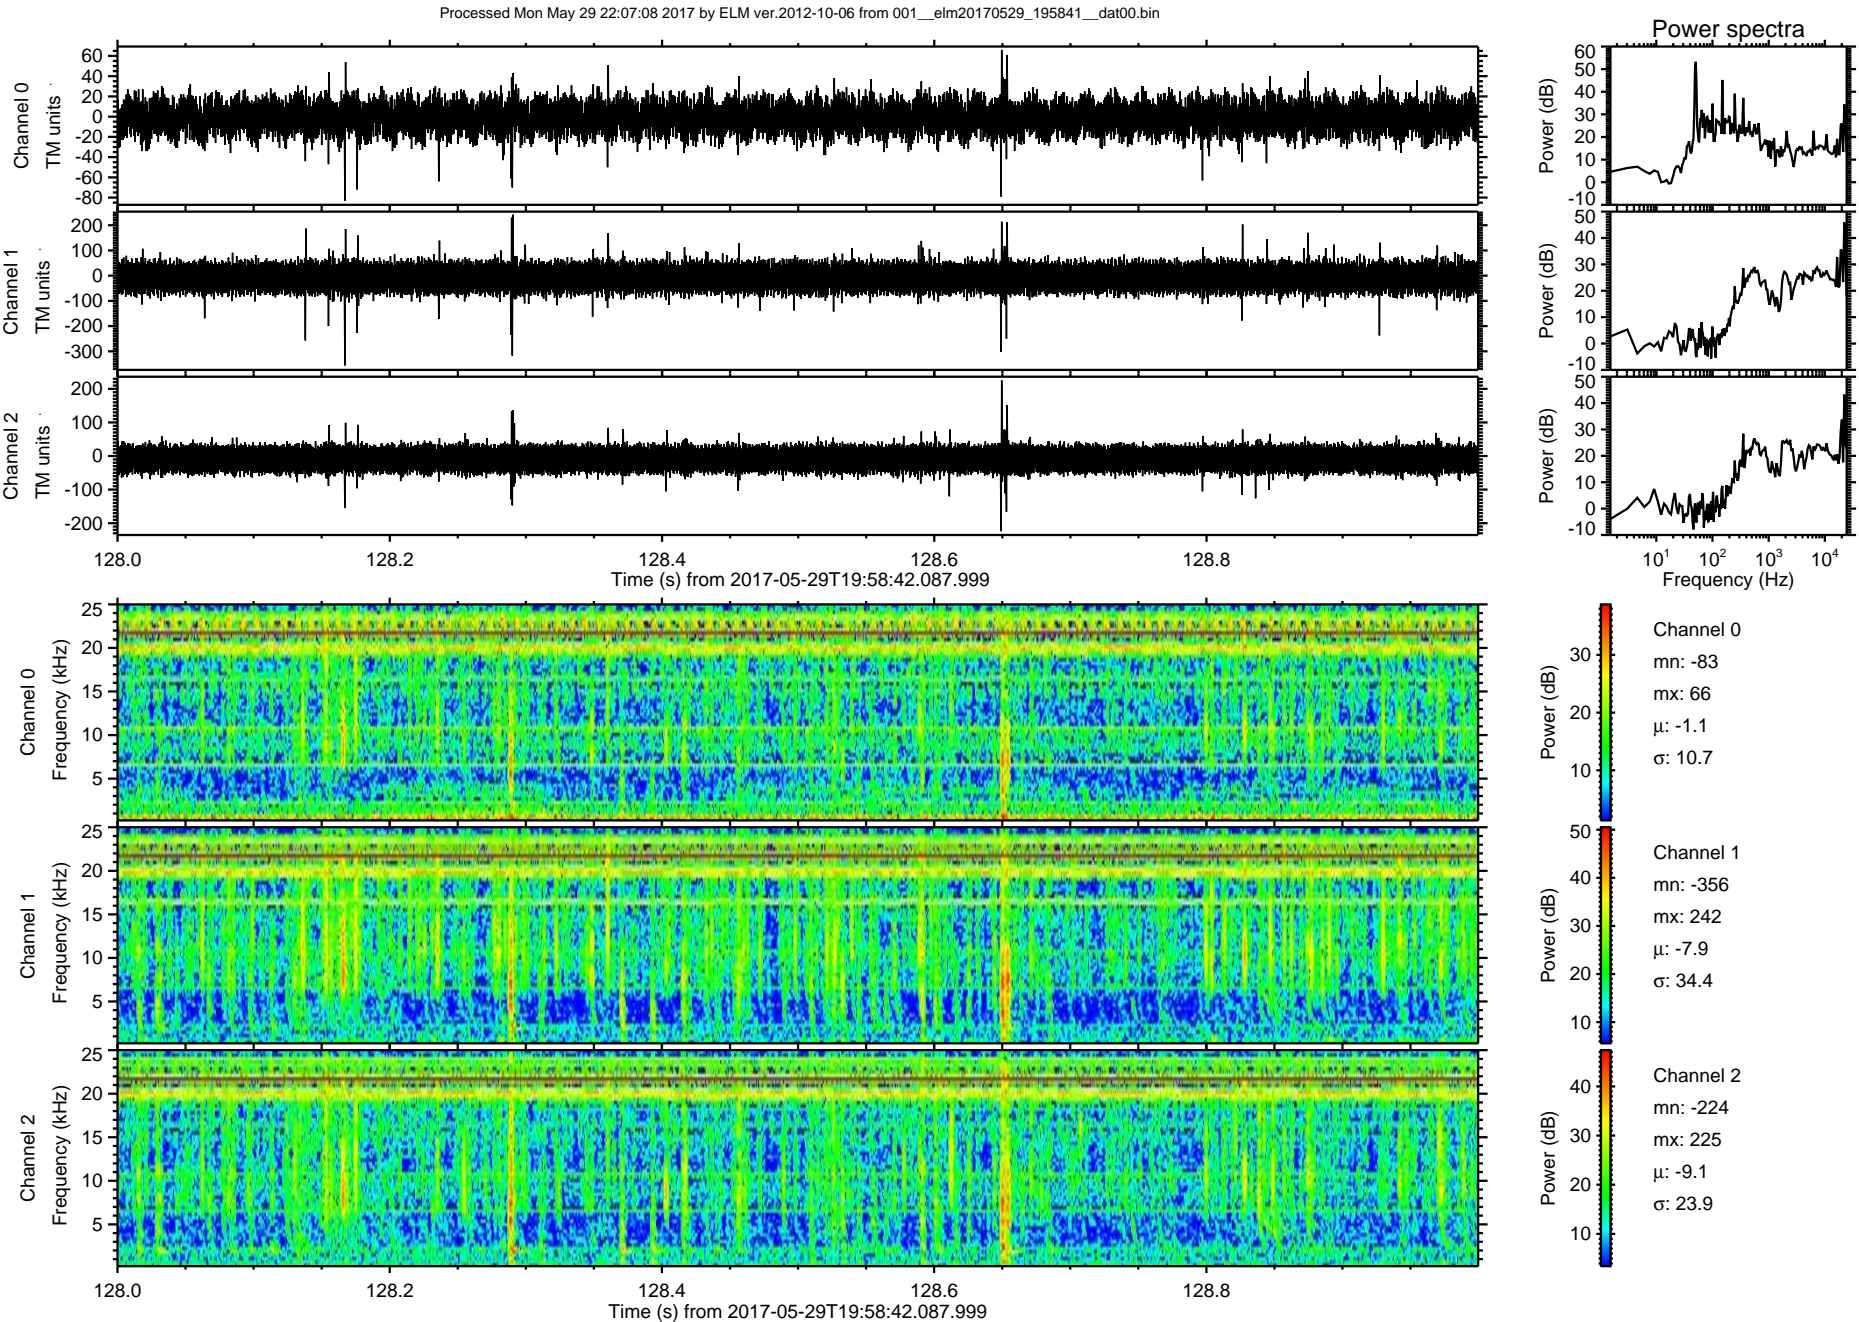 Processed Mon May 29 22:07:08 2017 by ELM ver.2012-10-06 from 001__elm20170529_195841__dat00.bin
Power spectra
Channel 0
TM units
60
40
20
0
-20
-40
-60
-80
Power (dB)
60
50
40
30
20
10
0
-10
Channel 1
TM units
200
100
0
-100
-200
-300
Power (dB)
50
40
30
20
10
0
-10
Channel 2
TM units
200
100
0
-100
-200
Power (dB)
50
40
30
20
10
0
-10
128.0 128.2 128.4 128.6 128.8
Time (s) from 2017-05-29T19:58:42.087.999
10¹ 10² 10³ 10⁴
Frequency (Hz)
Channel 0
Frequency (kHz)
25
20
15
10
5
Power (dB)
30
20
10
Channel 0
mn: -83
mx: 66
μ: -1.1
σ: 10.7
Channel 1
Frequency (kHz)
25
20
15
10
5
Power (dB)
50
40
30
20
10
Channel 1
mn: -356
mx: 242
μ: -7.9
σ: 34.4
Channel 2
Frequency (kHz)
25
20
15
10
5
Power (dB)
40
30
20
10
Channel 2
mn: -224
mx: 225
μ: -9.1
σ: 23.9
128.0 128.2 128.4 128.6 128.8
Time (s) from 2017-05-29T19:58:42.087.999